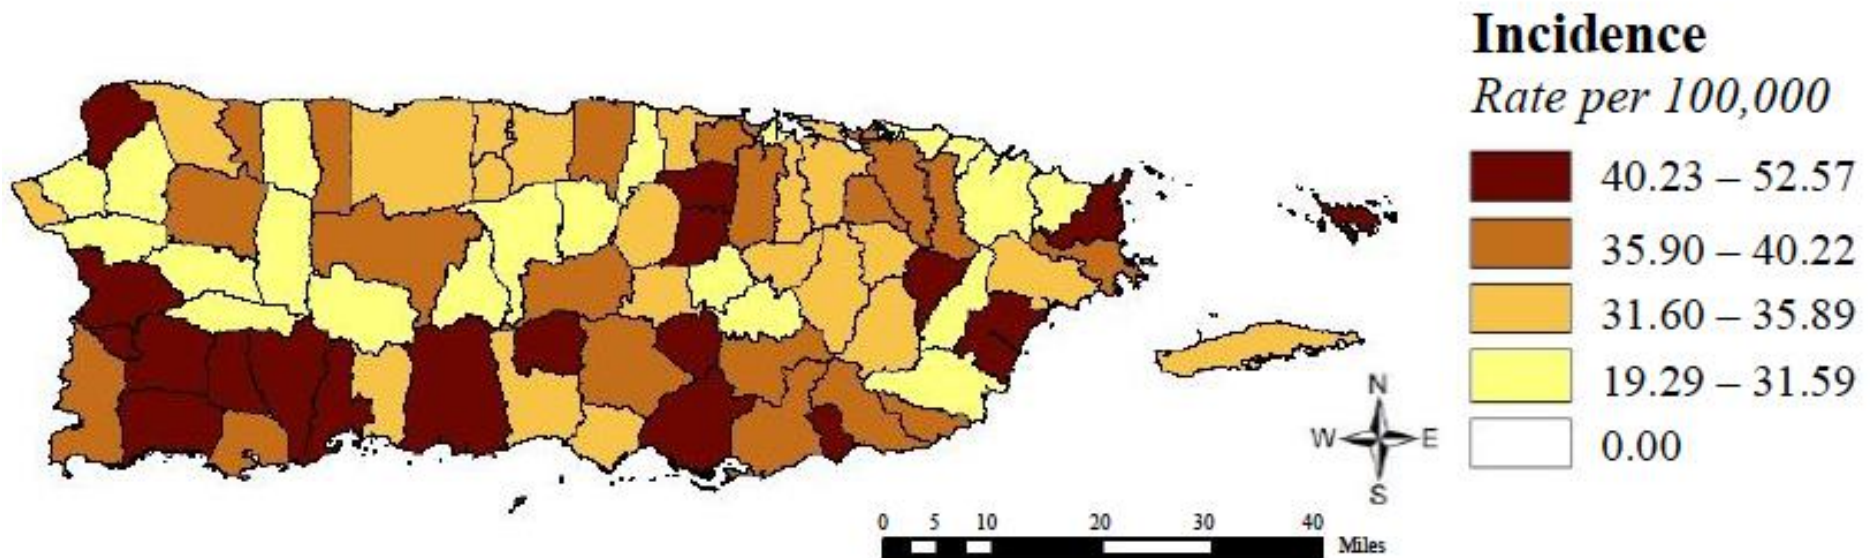 Incidence
Rate per 100,000
40.23 – 52.57
35.90 – 40.22
31.60 – 35.89
19.29 – 31.59
0.00
N
W E
S
0 5 10 20 30 40
Miles